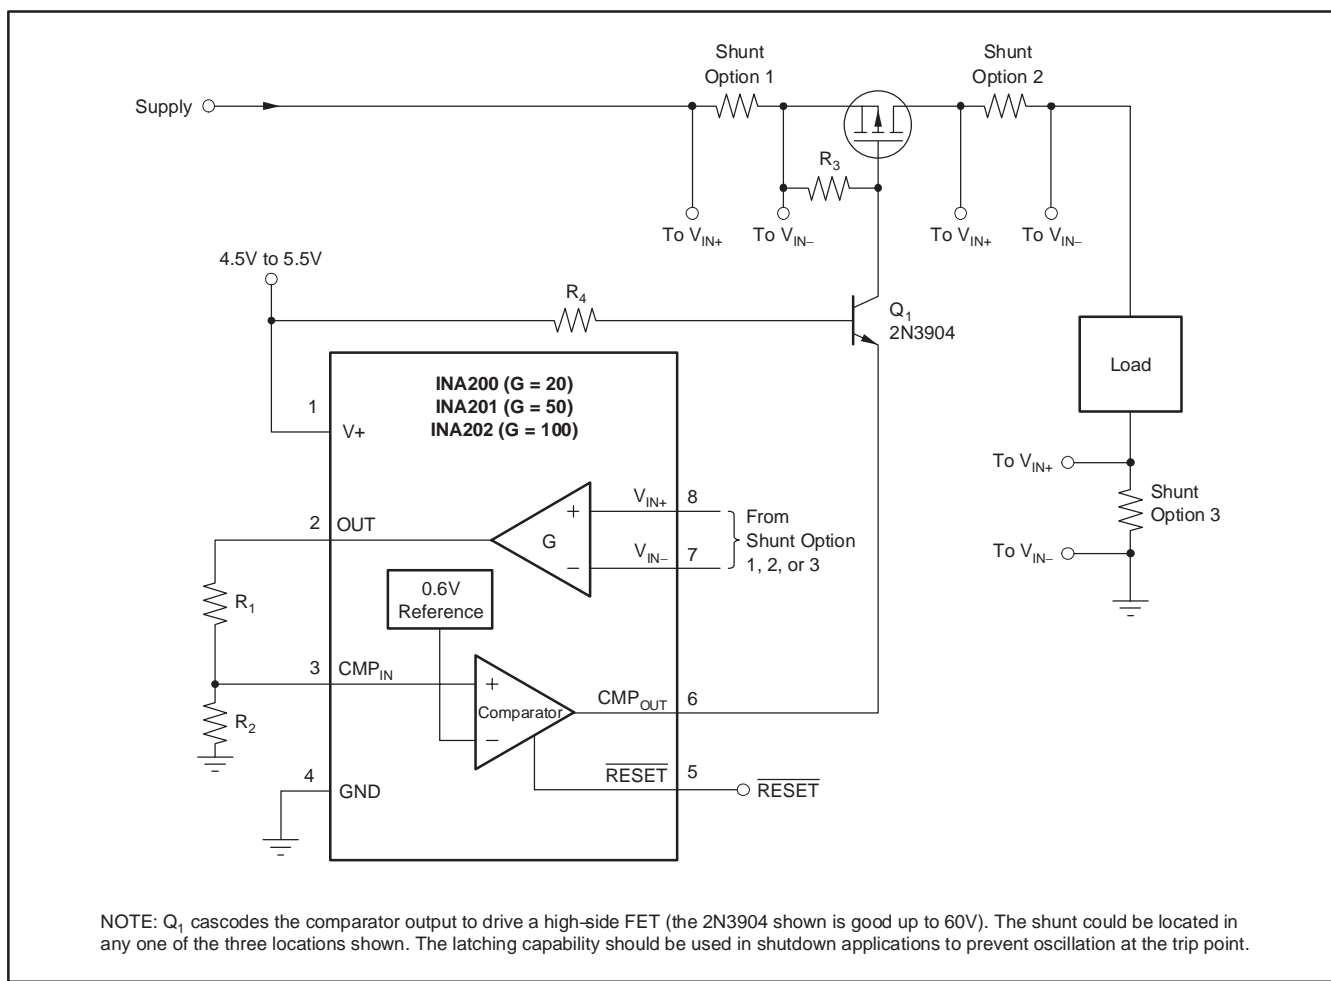 Shunt
Option 1
Shunt
Option 2
Supply
R3
To VIN+
To VIN–
To VIN+
To VIN–
4.5V to 5.5V
R4
Q1
2N3904
Load
INA200 (G = 20)
INA201 (G = 50)
INA202 (G = 100)
1
V+
To VIN+
Shunt
Option 3
To VIN–
VIN+
8
2
OUT
G
From
Shunt Option
1, 2, or 3
VIN–
7
0.6V
Reference
R1
3
CMPIN
CMPOUT
6
Comparator
R2
RESET
5
RESET
4
GND
NOTE: Q1 cascodes the comparator output to drive a high–side FET (the 2N3904 shown is good up to 60V). The shunt could be located in
any one of the three locations shown. The latching capability should be used in shutdown applications to prevent oscillation at the trip point.